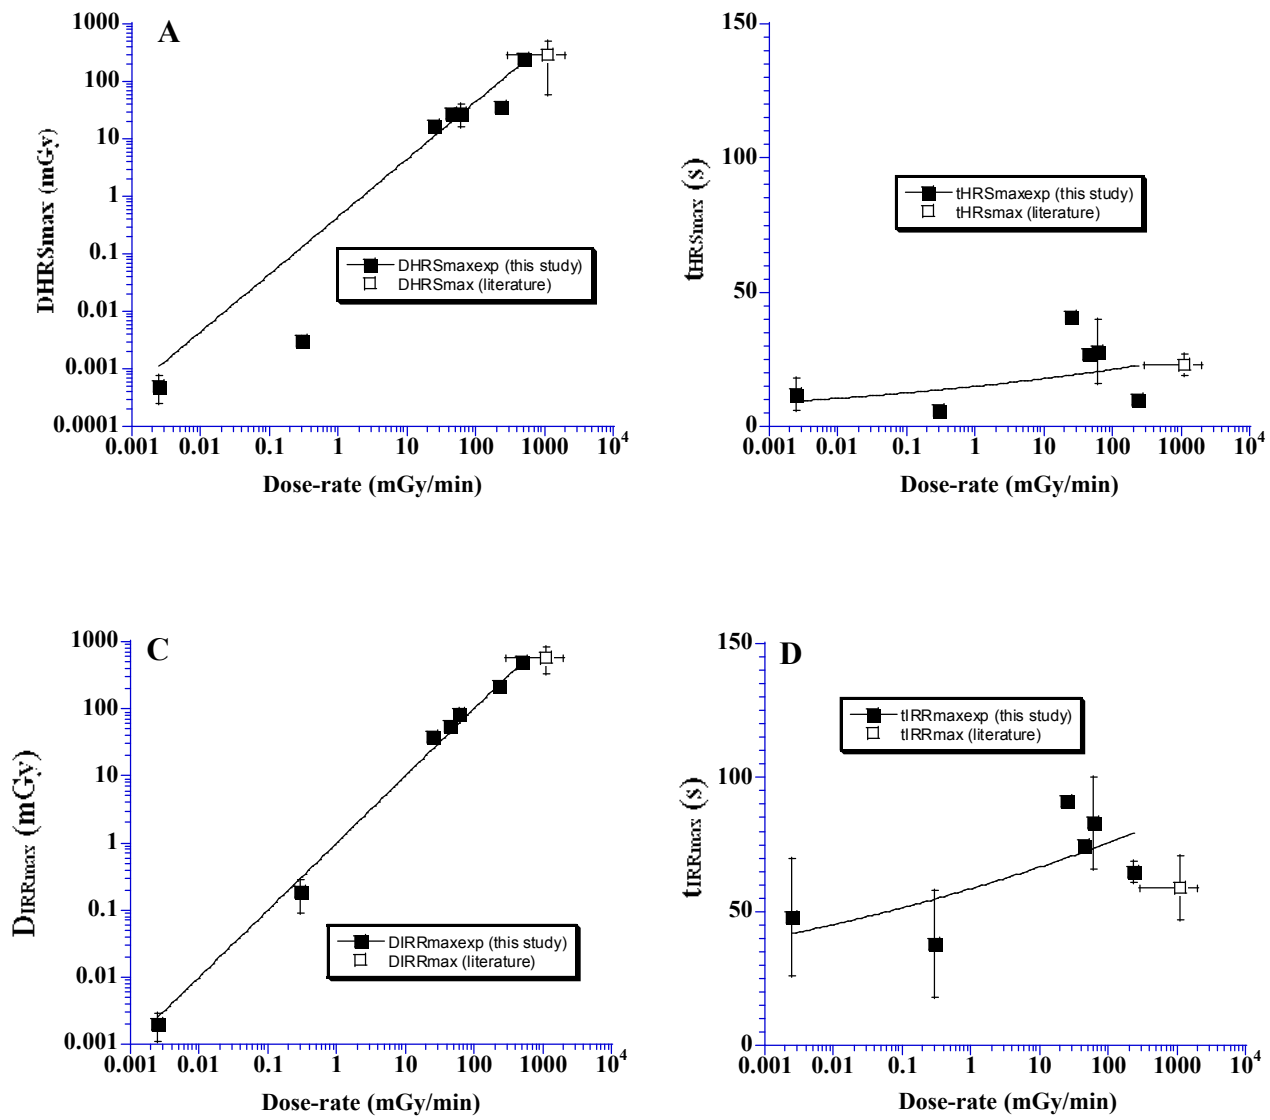 A
1000
100
10
1
0.1
0.01
0.001
0.0001
DHRSmax (mGy)
DHRSmaxexp (this study)
DHRSmax (literature)
0.001 0.01 0.1 1 10 100 1000 10⁴
Dose-rate (mGy/min)
150
100
50
0
tHRSmax (s)
tHRSmaxexp (this study)
tHRsmax (literature)
0.001 0.01 0.1 1 10 100 1000 10⁴
Dose-rate (mGy/min)
C
1000
100
10
1
0.1
0.01
0.001
DIRRmax (mGy)
DIRRmaxexp (this study)
DIRRmax (literature)
0.001 0.01 0.1 1 10 100 1000 10⁴
Dose-rate (mGy/min)
D
150
100
50
0
tIRRmax (s)
tIRRmaxexp (this study)
tIRRmax (literature)
0.001 0.01 0.1 1 10 100 1000 10⁴
Dose-rate (mGy/min)